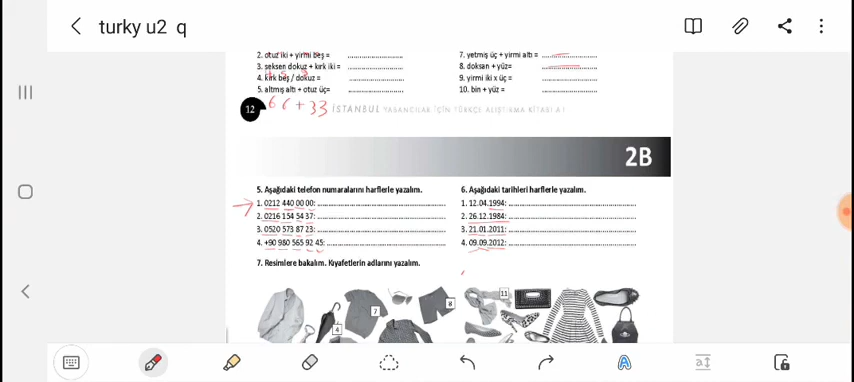 turky u2 q
2. otuz iki + yirmi beş = ........................
3. seksen dokuz + kırk iki = ........................
4. kırk beş / dokuz = ........................
5. altmış altı + otuz üç= ........................
7. yetmiş üç + yirmi altı = ........................
8. doksan + yüz= ........................
9. yirmi iki x üç = ........................
10. bin + yüz = ........................
66+33
12
İSTANBUL YABANCILAR İÇİN TÜRKÇE ALIŞTIRMA KİTABI A1
2B
5. Aşağıdaki telefon numaralarını harflerle yazalım.
1. 0212 440 00 00: ........................
2. 0216 154 54 37: ........................
3. 0520 573 87 23: ........................
4. +90 980 565 92 45: ........................
6. Aşağıdaki tarihleri harflerle yazalım.
1. 12.04.1994: ........................
2. 26.12.1984: ........................
3. 21.01.2011: ........................
4. 09.09.2012: ........................
7. Resimlere bakalım. Kıyafetlerin adlarını yazalım.
7
8
4
11